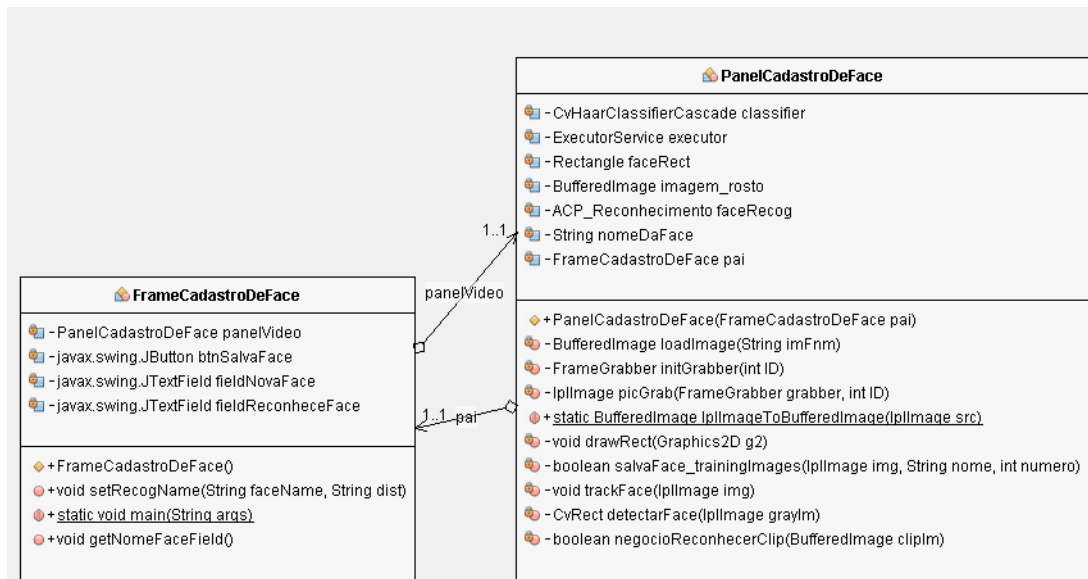 PanelCadastroDeFace
-CvHaarClassifierCascade classifier
-ExecutorService executor
-Rectangle faceRect
-BufferedImage imagem_rosto
-ACP_Reconhecimento faceRecog
-String nomeDaFace
-FrameCadastroDeFace pai
+PanelCadastroDeFace(FrameCadastroDeFace pai)
-BufferedImage loadImage(String imFnm)
-FrameGrabber initGrabber(int ID)
-IplImage picGrab(FrameGrabber grabber, int ID)
+static BufferedImage IplImageToBufferedImage(IplImage src)
-void drawRect(Graphics2D g2)
-boolean salvaFace_trainingImages(IplImage img, String nome, int numero)
-void trackFace(IplImage img)
-CvRect detectarFace(IplImage grayIm)
-boolean negocioReconhecerClip(BufferedImage clipIm)
1..1
panelVideo
1..1 pai
FrameCadastroDeFace
-PanelCadastroDeFace panelVideo
-javax.swing.JButton btnSalvaFace
-javax.swing.JTextField fieldNovaFace
-javax.swing.JTextField fieldReconheceFace
+FrameCadastroDeFace()
+void setRecogName(String faceName, String dist)
+static void main(String args)
+void getNomeFaceField()